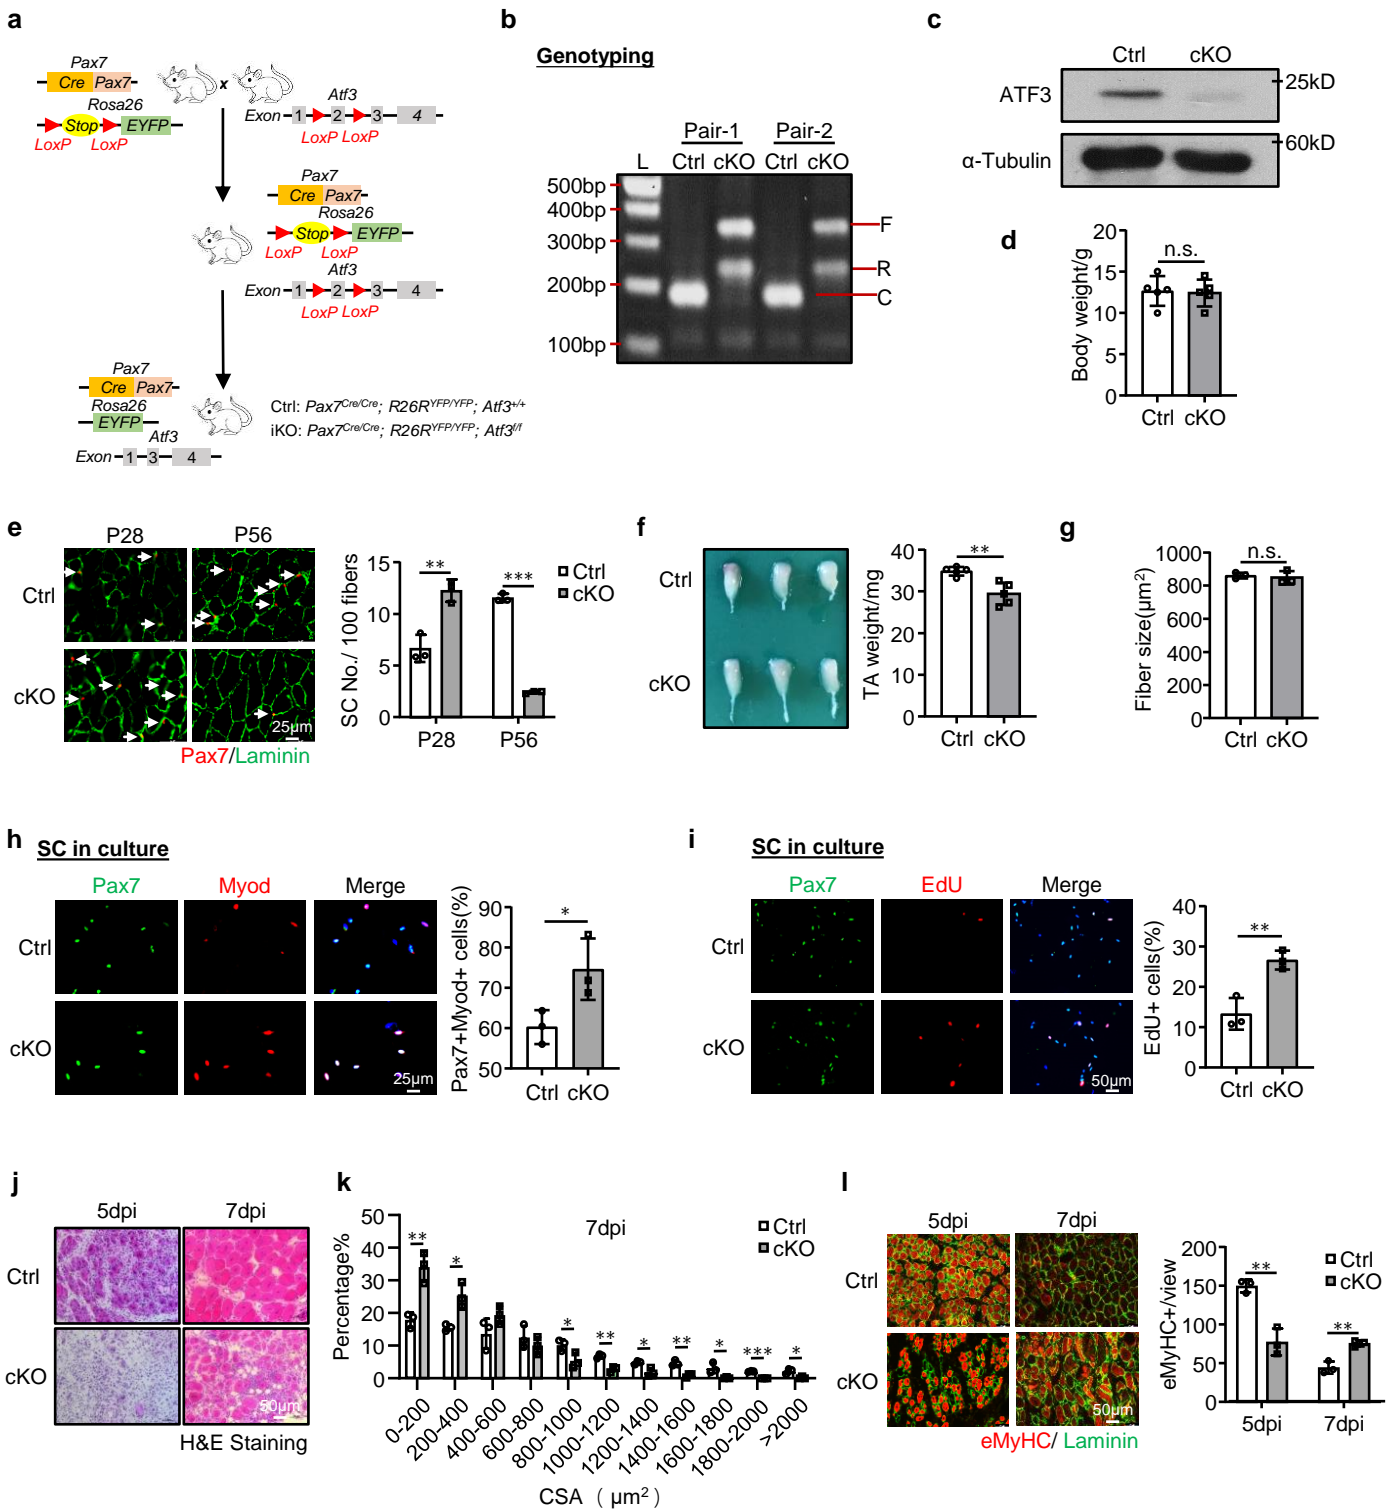 a
Pax7
Cre Pax7
Rosa26
Stop EYFP
LoxP LoxP
x
Atf3
Exon 1 2 3 4
LoxP LoxP
Pax7
Cre Pax7
Rosa26
Stop EYFP
LoxP LoxP
Atf3
Exon 1 2 3 4
LoxP LoxP
Pax7
Cre Pax7
Rosa26
EYFP
Atf3
Exon 1 3 4
Ctrl: Pax7Cre/Cre; R26RYFP/YFP; Atf3+/+
iKO: Pax7Cre/Cre; R26RYFP/YFP; Atf3f/f
b
Genotyping
Pair-1 Pair-2
L Ctrl cKO Ctrl cKO
500bp
400bp
300bp
200bp
100bp
F
R
C
c
Ctrl cKO
ATF3
25kD
α-Tubulin
60kD
d
Body weight/g
20
15
10
5
0
n.s.
Ctrl cKO
e
P28 P56
Ctrl
cKO
25μm
Pax7/Laminin
SC No./ 100 fibers
15
10
5
0
** ***
Ctrl
cKO
P28 P56
f
Ctrl
cKO
TA weight/mg
40
30
20
10
0
**
Ctrl cKO
g
Fiber size(μm²)
1000
800
600
400
200
0
n.s.
Ctrl cKO
h
SC in culture
Pax7 Myod Merge
Ctrl
cKO
25μm
Pax7+Myod+ cells(%)
90
80
70
60
50
*
Ctrl cKO
i
SC in culture
Pax7 EdU Merge
Ctrl
cKO
50μm
EdU+ cells(%)
40
30
20
10
0
**
Ctrl cKO
j
5dpi 7dpi
Ctrl
cKO
50μm
H&E Staining
k
7dpi
Ctrl
cKO
Percentage%
50
40
30
20
10
0
** * * ** * ** * *** *
0-200 200-400 400-600 600-800 800-1000 1000-1200 1200-1400 1400-1600 1600-1800 1800-2000 >2000
CSA ( μm²)
l
5dpi 7dpi
Ctrl
cKO
50μm
eMyHC/ Laminin
eMyHC+/view
200
150
100
50
0
** **
Ctrl
cKO
5dpi 7dpi